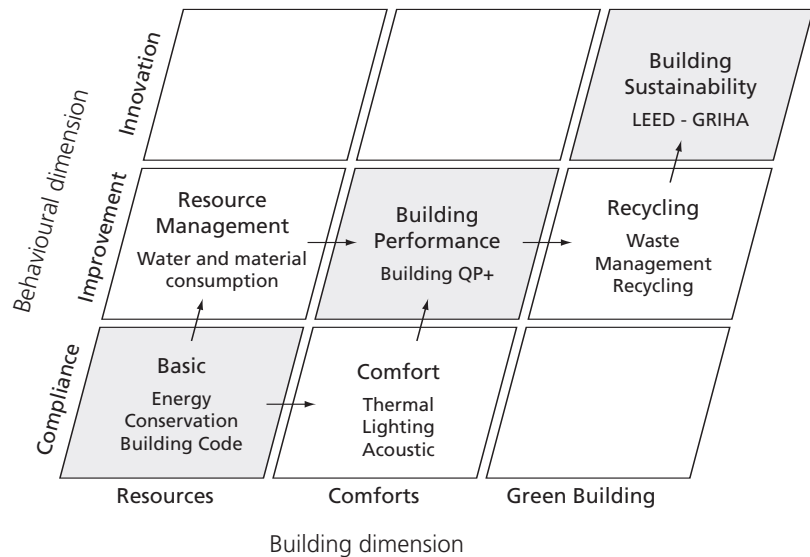 Behavioural dimension
Innovation
Building
Sustainability
LEED - GRIHA
Improvement
Resource
Management
Water and material
consumption
Building
Performance
Building QP+
Recycling
Waste
Management
Recycling
Compliance
Basic
Energy
Conservation
Building Code
Comfort
Thermal
Lighting
Acoustic
Resources
Comforts
Green Building
Building dimension